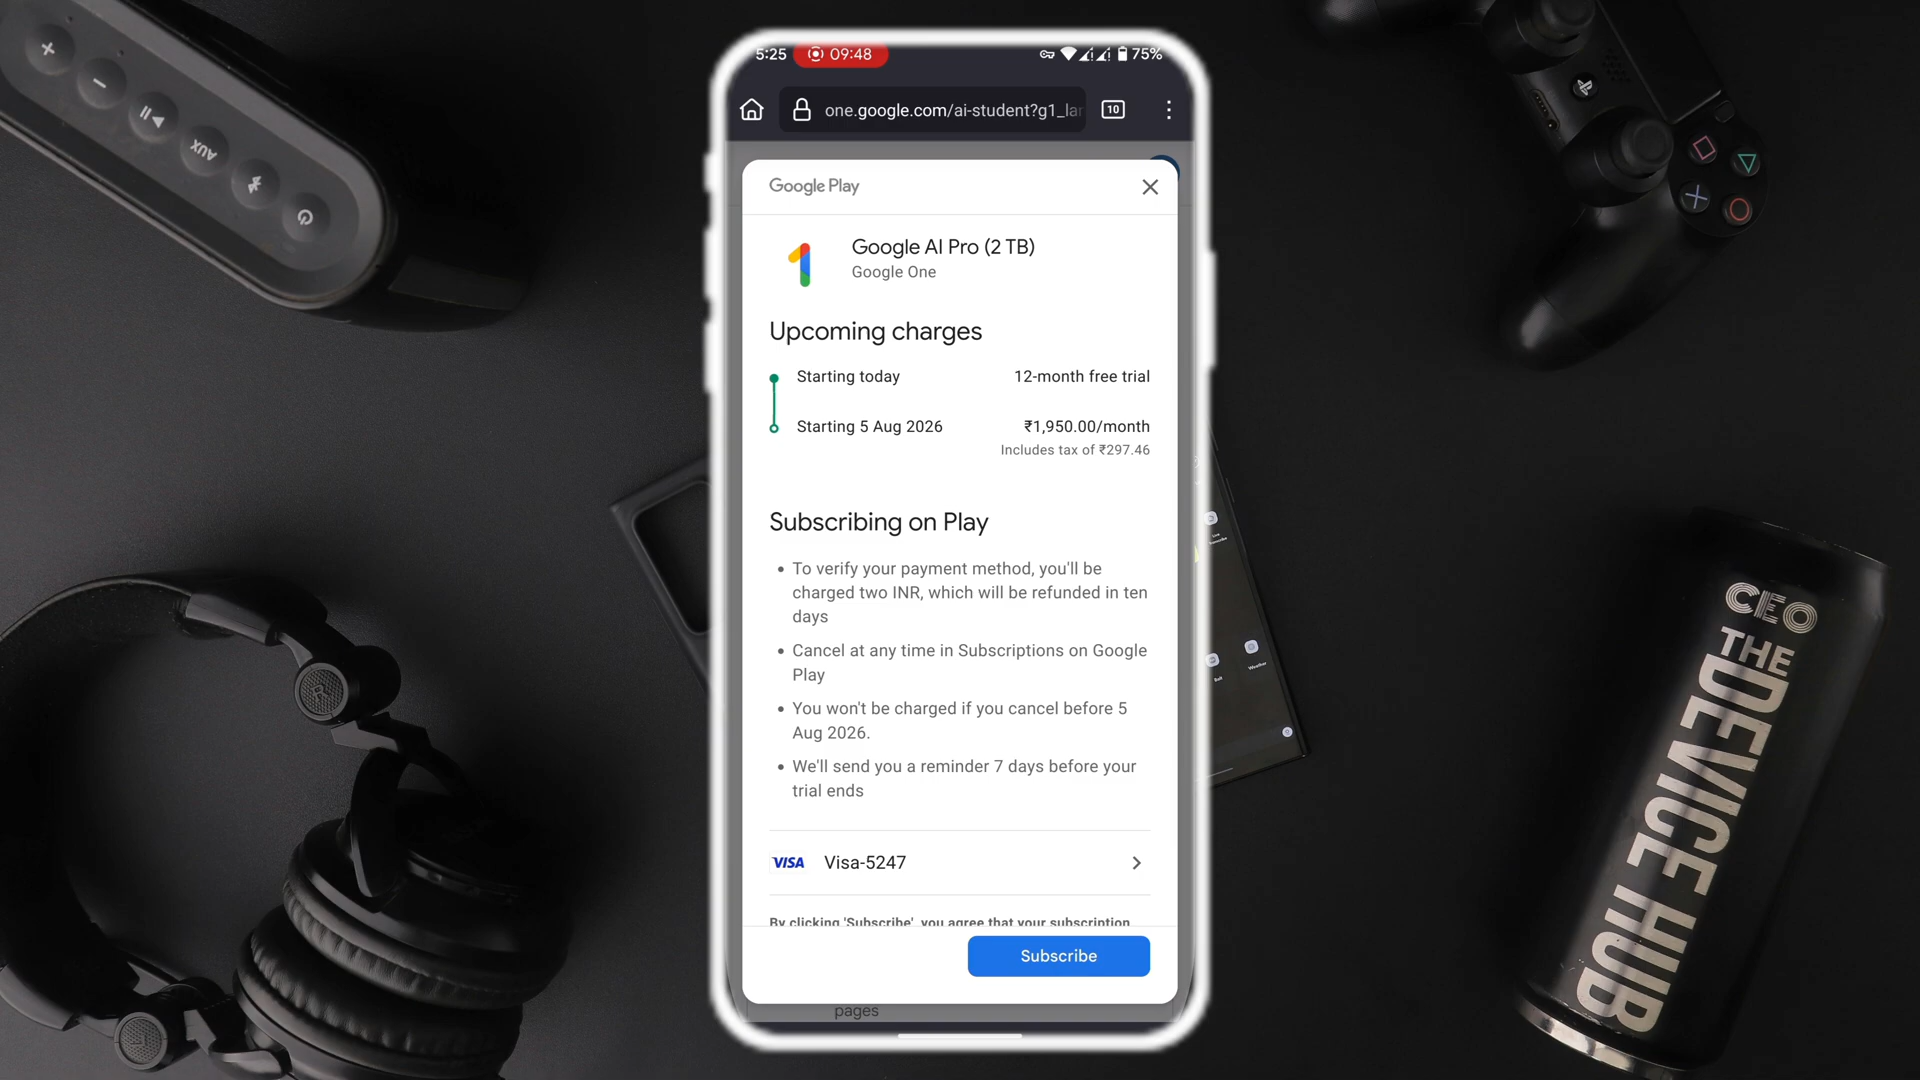 5:25 09:48 75%
one.google.com/ai-student?g1_lan
10
Google Play
Google AI Pro (2 TB)
Google One
Upcoming charges
Starting today 12-month free trial
Starting 5 Aug 2026 ₹1,950.00/month
Includes tax of ₹297.46
Subscribing on Play
• To verify your payment method, you'll be
charged two INR, which will be refunded in ten
days
• Cancel at any time in Subscriptions on Google
Play
• You won't be charged if you cancel before 5
Aug 2026.
• We'll send you a reminder 7 days before your
trial ends
VISA Visa-5247
By clicking 'Subscribe', you agree that your subscription
Subscribe
pages
AUX
CEO
THE
DEVICE HUB
Weather